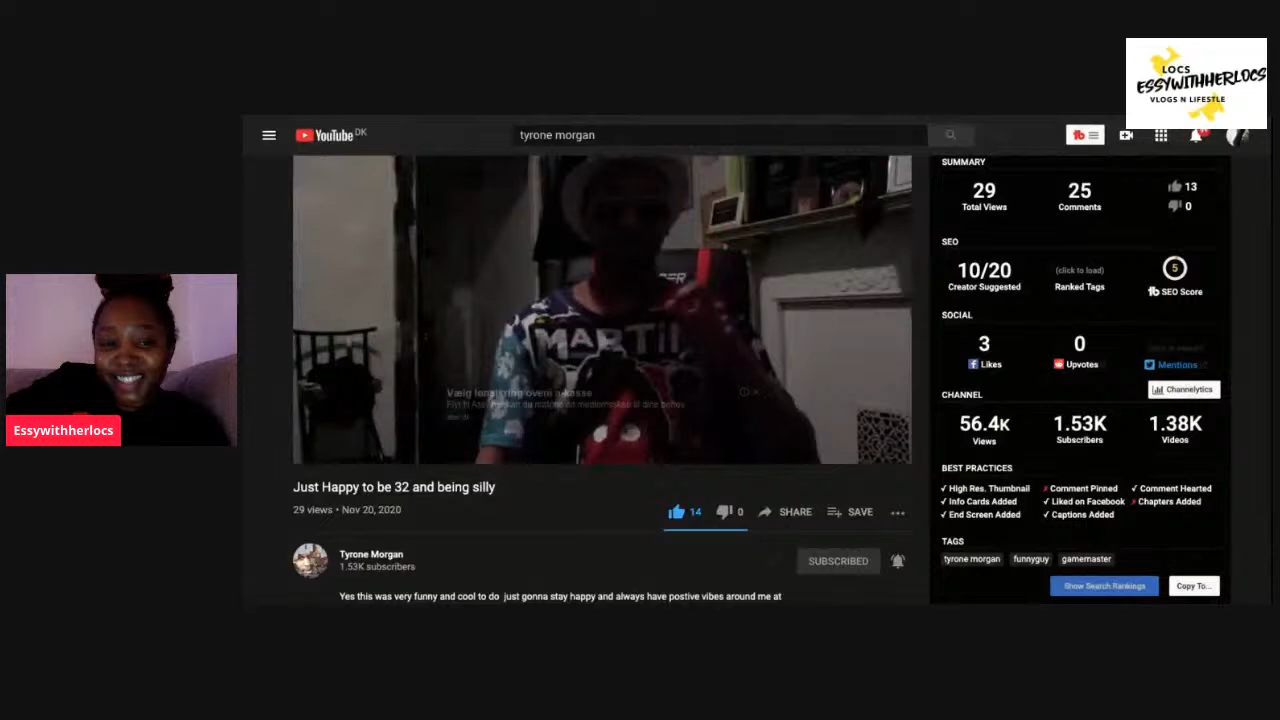 LOCS
ESSYWITHHERLOCS
VLOGS N LIFESTLE
YouTube DK
tyrone morgan
SUMMARY
29
Total Views
25
Comments
13
0
SEO
10/20
Creator Suggested
(click to load)
Ranked Tags
5
tb SEO Score
SOCIAL
3
Likes
0
Upvotes
Mentions
Channelytics
CHANNEL
56.4K
Views
1.53K
Subscribers
1.38K
Videos
BEST PRACTICES
✓ High Res. Thumbnail
✗ Comment Pinned
✓ Comment Hearted
✓ Info Cards Added
✓ Liked on Facebook
✗ Chapters Added
✓ End Screen Added
✓ Captions Added
TAGS
tyrone morgan
funnyguy
gamemaster
Show Search Rankings
Copy To...
MARTI
Essywithherlocs
Just Happy to be 32 and being silly
29 views • Nov 20, 2020
14
0
SHARE
SAVE
Tyrone Morgan
1.53K subscribers
SUBSCRIBED
Yes this was very funny and cool to do just gonna stay happy and always have postive vibes around me at